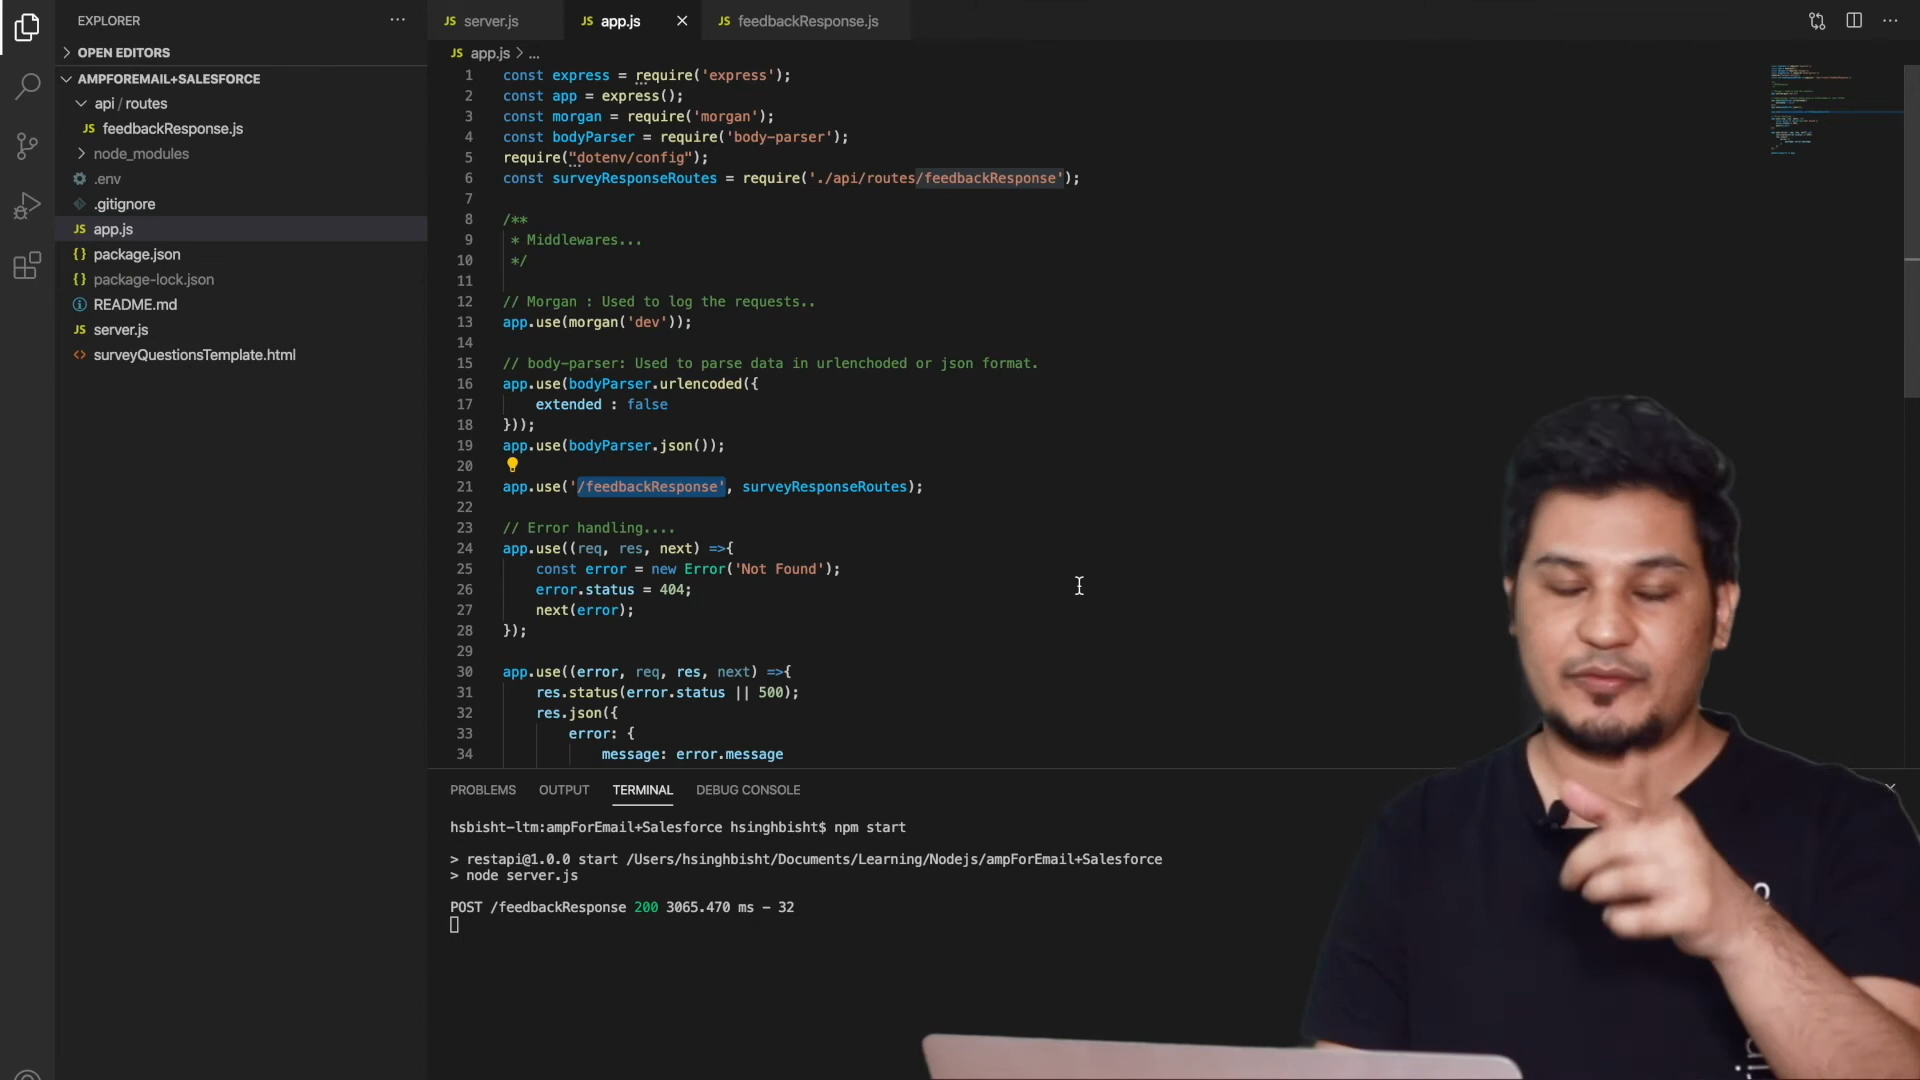 EXPLORER
OPEN EDITORS
AMPFOREMAIL+SALESFORCE
api / routes
JS feedbackResponse.js
node_modules
.env
.gitignore
JS app.js
{} package.json
{} package-lock.json
README.md
JS server.js
<> surveyQuestionsTemplate.html
JS server.js
JS app.js
JS feedbackResponse.js
JS app.js > ...
1 const express = require('express');
2 const app = express();
3 const morgan = require('morgan');
4 const bodyParser = require('body-parser');
5 require("dotenv/config");
6 const surveyResponseRoutes = require('./api/routes/feedbackResponse');
7
8 /**
9 * Middlewares...
10 */
11
12 // Morgan : Used to log the requests..
13 app.use(morgan('dev'));
14
15 // body-parser: Used to parse data in urlenchoded or json format.
16 app.use(bodyParser.urlencoded({
17 extended : false
18 }));
19 app.use(bodyParser.json());
20
21 app.use('/feedbackResponse', surveyResponseRoutes);
22
23 // Error handling....
24 app.use((req, res, next) =>{
25 const error = new Error('Not Found');
26 error.status = 404;
27 next(error);
28 });
29
30 app.use((error, req, res, next) =>{
31 res.status(error.status || 500);
32 res.json({
33 error: {
34 message: error.message
PROBLEMS OUTPUT TERMINAL DEBUG CONSOLE
hsbisht-ltm:ampForEmail+Salesforce hsinghbisht$ npm start
> restapi@1.0.0 start /Users/hsinghbisht/Documents/Learning/Nodejs/ampForEmail+Salesforce
> node server.js
POST /feedbackResponse 200 3065.470 ms - 32